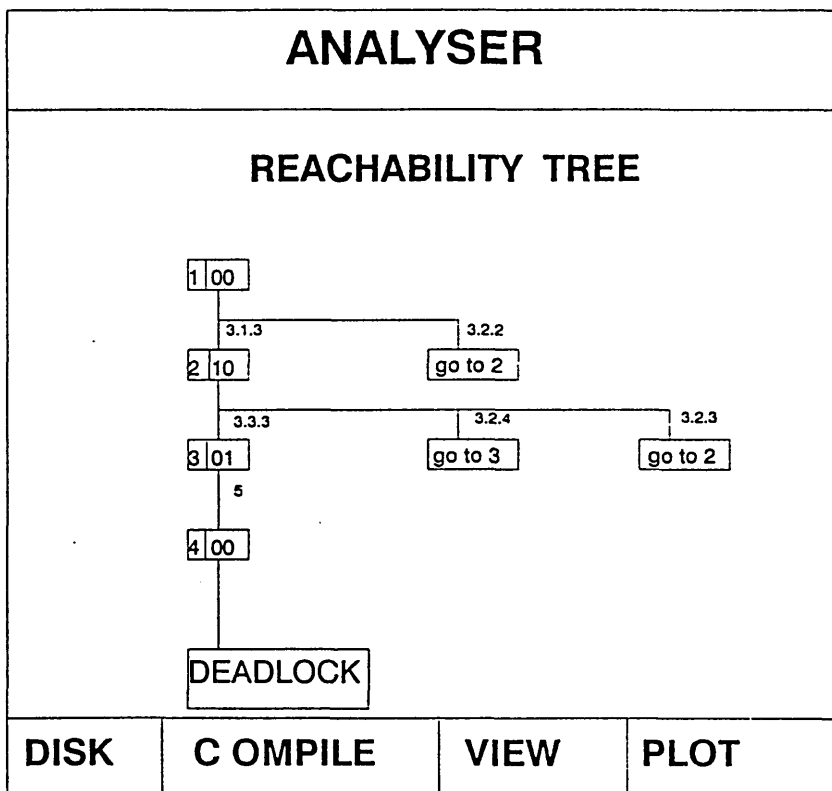 ANALYSER
REACHABILITY TREE
1 00
3.1.3 3.2.2
2 10 go to 2
3.3.3 3.2.4 3.2.3
3 01 go to 3 go to 2
5
4 00
DEADLOCK
DISK C OMPILE VIEW PLOT